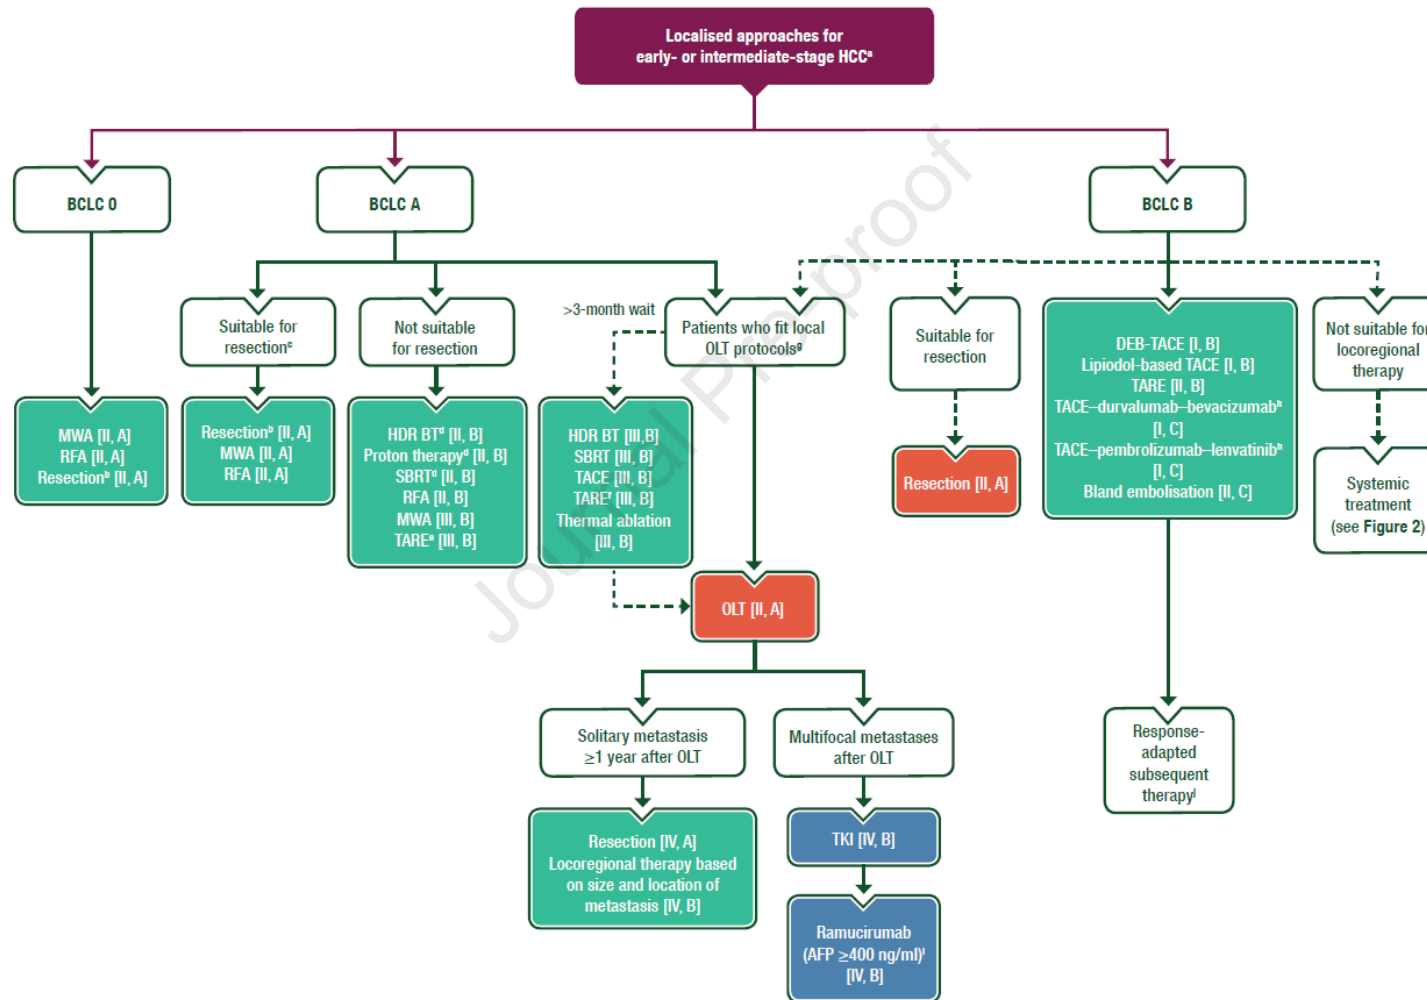 Localised approaches for
early- or intermediate-stage HCCᵃ
BCLC 0
BCLC A
BCLC B
>3-month wait
Suitable for
resectionᶜ
Not suitable
for resection
Patients who fit local
OLT protocolsᵍ
Suitable for
resection
DEB-TACE [I, B]
Lipiodol-based TACE [I, B]
TARE [II, B]
TACE–durvalumab–bevacizumabʰ
[I, C]
TACE–pembrolizumab–lenvatinibʰ
[I, C]
Bland embolisation [II, C]
Not suitable for
locoregional
therapy
MWA [II, A]
RFA [II, A]
Resectionᵇ [II, A]
Resectionᵇ [II, A]
MWA [II, A]
RFA [II, A]
HDR BTᵈ [II, B]
Proton therapyᵈ [II, B]
SBRTᵈ [II, B]
RFA [II, B]
MWA [III, B]
TAREᵉ [III, B]
HDR BT [III,B]
SBRT [III, B]
TACE [III, B]
TAREᶠ [III, B]
Thermal ablation
[III, B]
Resection [II, A]
Systemic
treatment
(see Figure 2)
OLT [II, A]
Solitary metastasis
≥1 year after OLT
Multifocal metastases
after OLT
Response-
adapted
subsequent
therapyʲ
Resection [IV, A]
Locoregional therapy based
on size and location of
metastasis [IV, B]
TKI [IV, B]
Ramucirumab
(AFP ≥400 ng/ml)ⁱ
[IV, B]
Journal Pre-proof